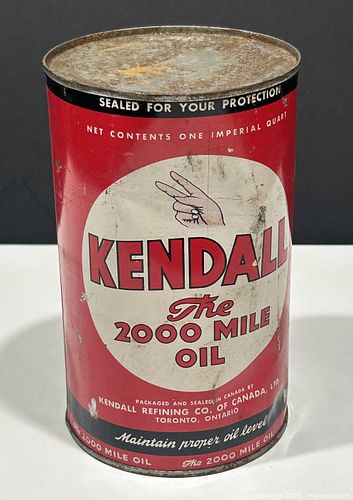 SEALED FOR YOUR PROTECTION
NET CONTENTS ONE IMPERIAL QUART
KENDALL
The
2000 MILE
OIL
PACKAGED AND SEALED IN CANADA BY
KENDALL REFINING CO. OF CANADA, LTD.
TORONTO, ONTARIO
Maintain proper oil level
2000 MILE OIL The 2000 MILE OIL